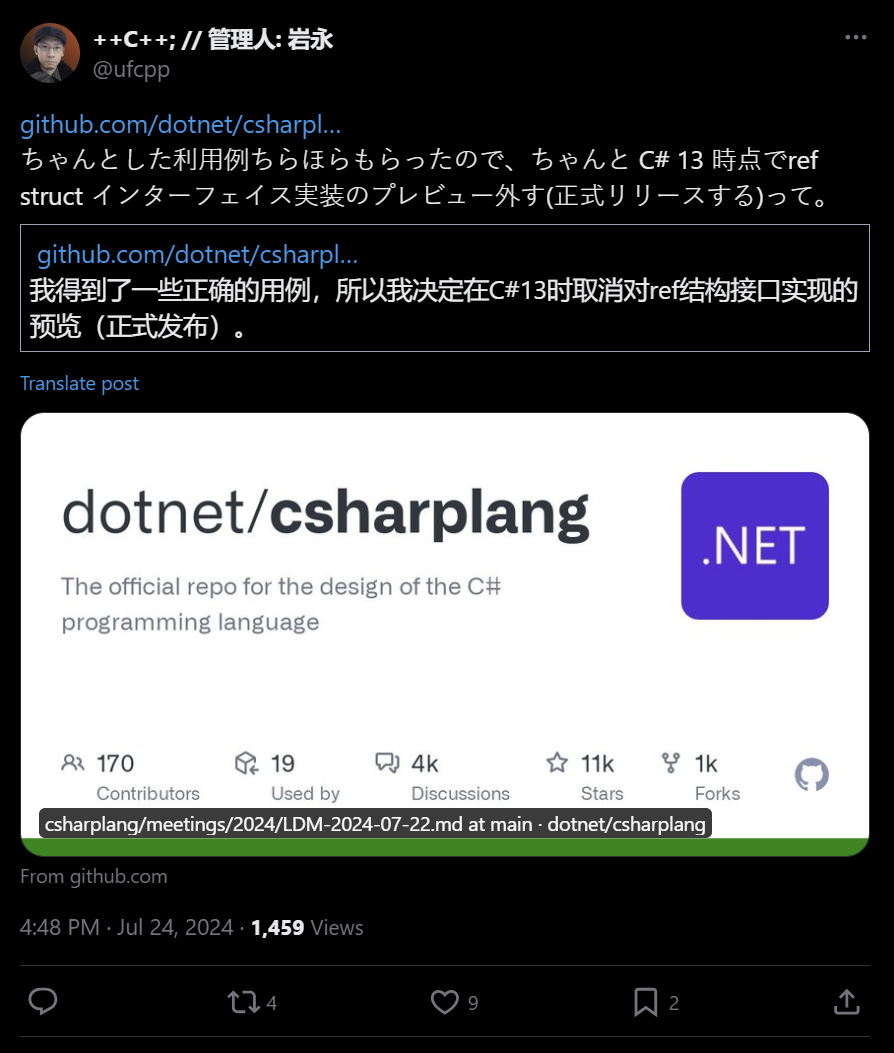 ++C++; // 管理人: 岩永
@ufcpp
github.com/dotnet/csharpl…
ちゃんとした利用例ちらほらもらったので、ちゃんと C# 13 時点でref
struct インターフェイス実装のプレビュー外す(正式リリースする)って。
github.com/dotnet/csharpl…
我得到了一些正确的用例，所以我决定在C#13时取消对ref结构接口实现的
预览（正式发布）。
Translate post
dotnet/csharplang
.NET
The official repo for the design of the C#
programming language
170 19 4k 11k 1k
Contributors Used by Discussions Stars Forks
csharplang/meetings/2024/LDM-2024-07-22.md at main · dotnet/csharplang
From github.com
4:48 PM · Jul 24, 2024 · 1,459 Views
4 9 2